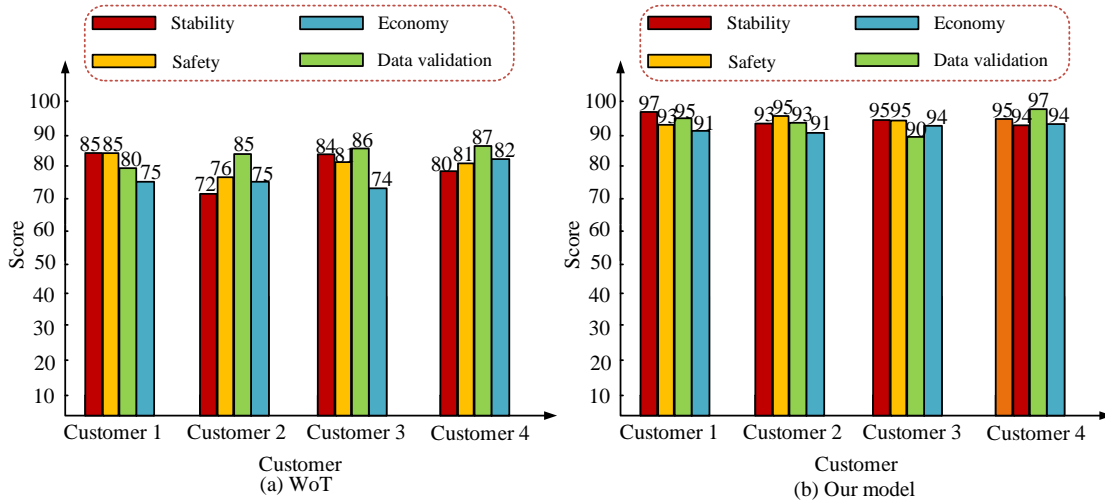 Stability
Economy
Safety
Data validation
100
90
80
70
60
50
40
30
20
10
Score
85 85 80 75
72 76 85 75
84 81 86 74
80 81 87 82
Customer 1 Customer 2 Customer 3 Customer 4
Customer
(a) WoT
Stability
Economy
Safety
Data validation
100
90
80
70
60
50
40
30
20
10
Score
97 93 95 91
93 95 93 91
95 95 90 94
95 94 97 94
Customer 1 Customer 2 Customer 3 Customer 4
Customer
(b) Our model